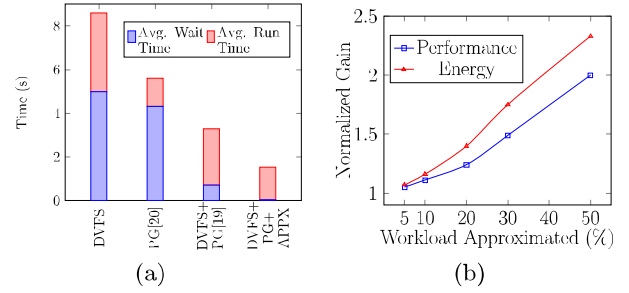 8
6
4
2
0
Time (s)
Avg. Wait Time
Avg. Run Time
DVFS
PG[20]
DVFS+
PG[19]
DVFS+
PG+
APPX
(a)
2.5
2
1.5
1
Normalized Gain
Performance
Energy
5 10 20 30 40 50
Workload Approximated (%)
(b)